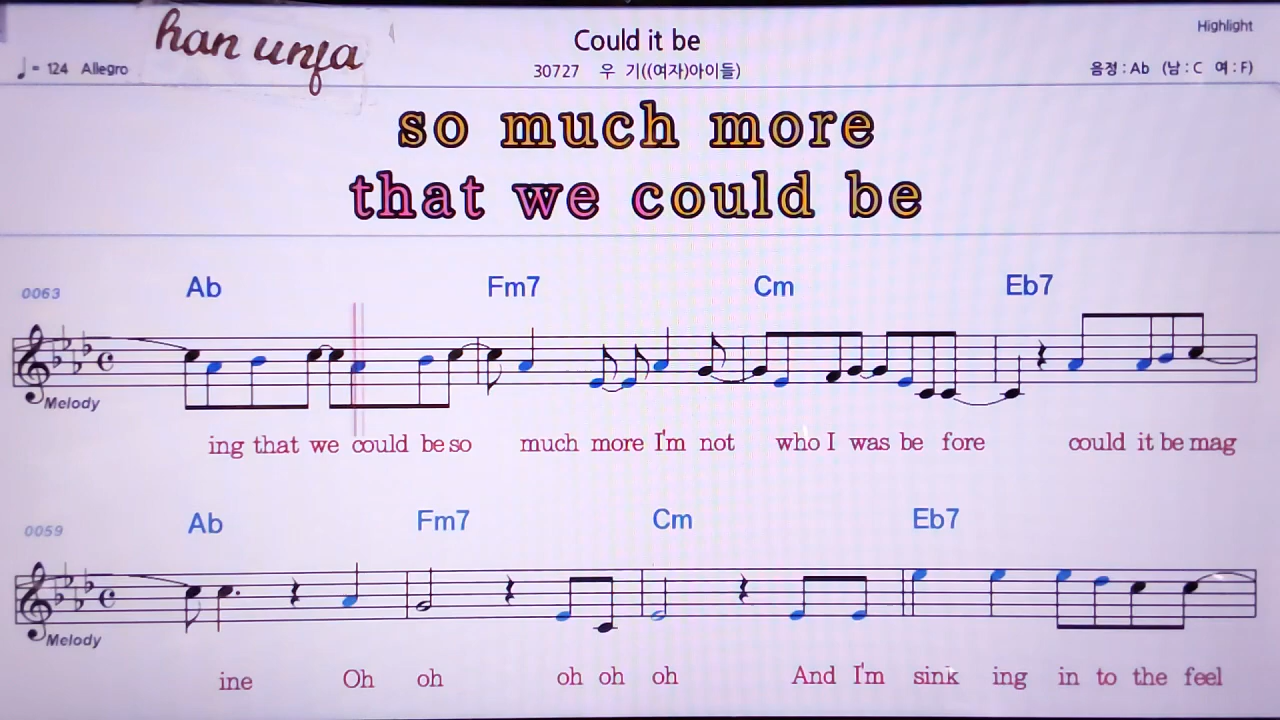 han unja
Could it be
Highlight
♩= 124 Allegro
30727 우 기((여자)아이들)
음정 : Ab (남 : C 여 : F)
so much more
that we could be
0063 Ab Fm7 Cm Eb7
Melody
ing that we could be so much more I'm not who I was be fore could it be mag
0059 Ab Fm7 Cm Eb7
Melody
ine Oh oh oh oh oh And I'm sink ing in to the feel